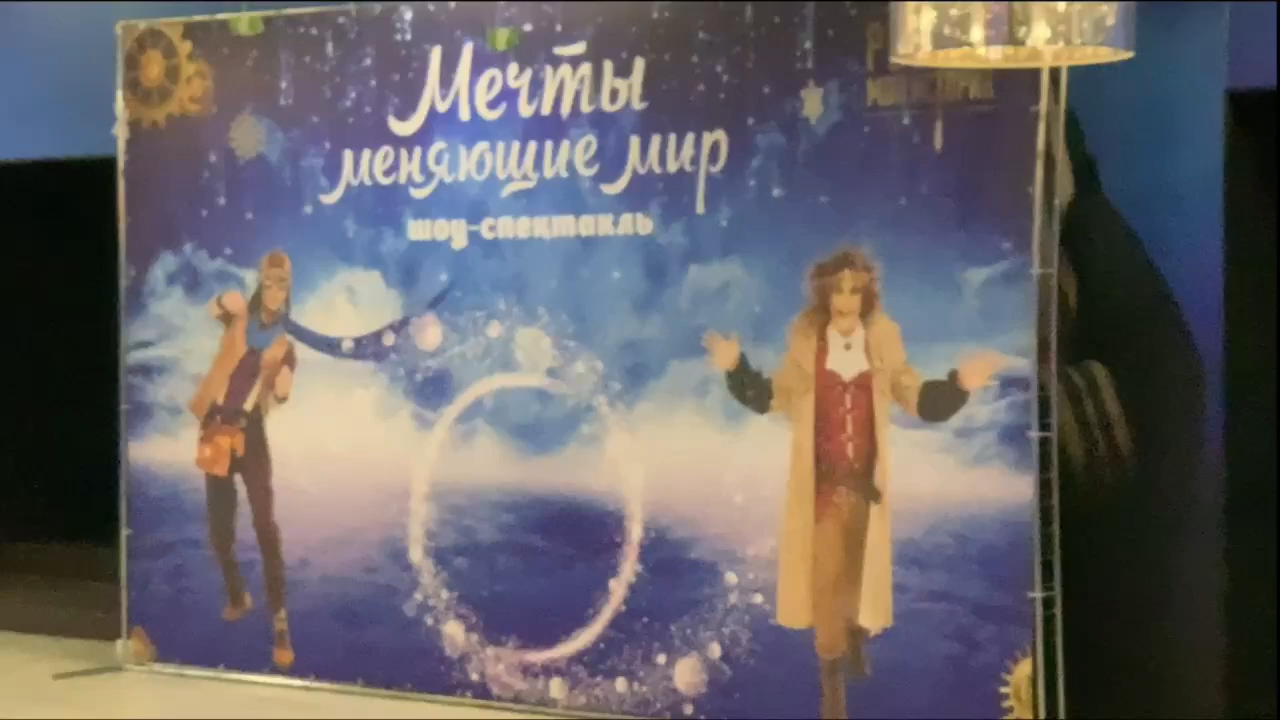 Мечты
меняющие мир
шоу-спектакль